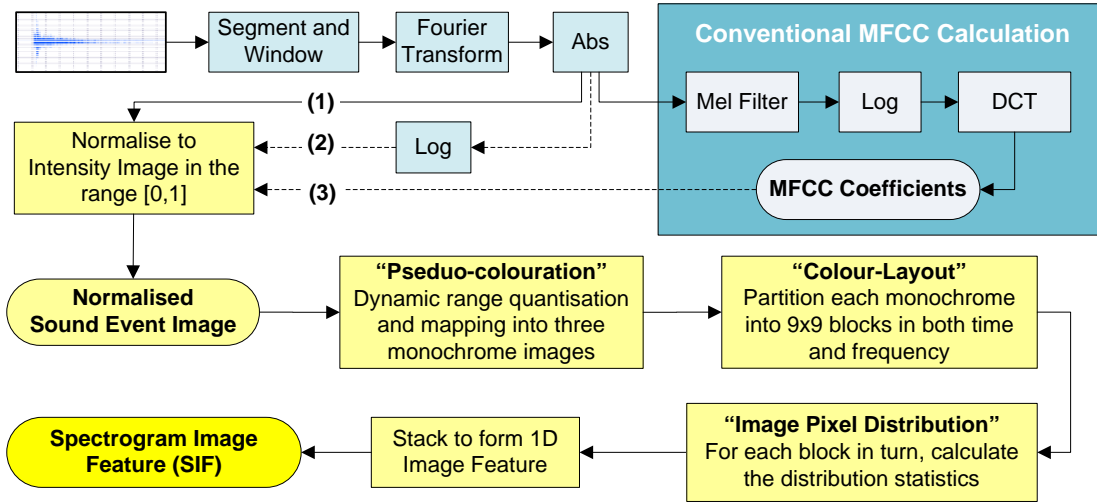 Segment and
Window
Fourier
Transform
Abs
Conventional MFCC Calculation
Mel Filter
Log
DCT
MFCC Coefficients
(1)
(2)
(3)
Log
Normalise to
Intensity Image in the
range [0,1]
Normalised
Sound Event Image
“Pseduo-colouration”
Dynamic range quantisation
and mapping into three
monochrome images
“Colour-Layout”
Partition each monochrome
into 9x9 blocks in both time
and frequency
“Image Pixel Distribution”
For each block in turn, calculate
the distribution statistics
Stack to form 1D
Image Feature
Spectrogram Image
Feature (SIF)